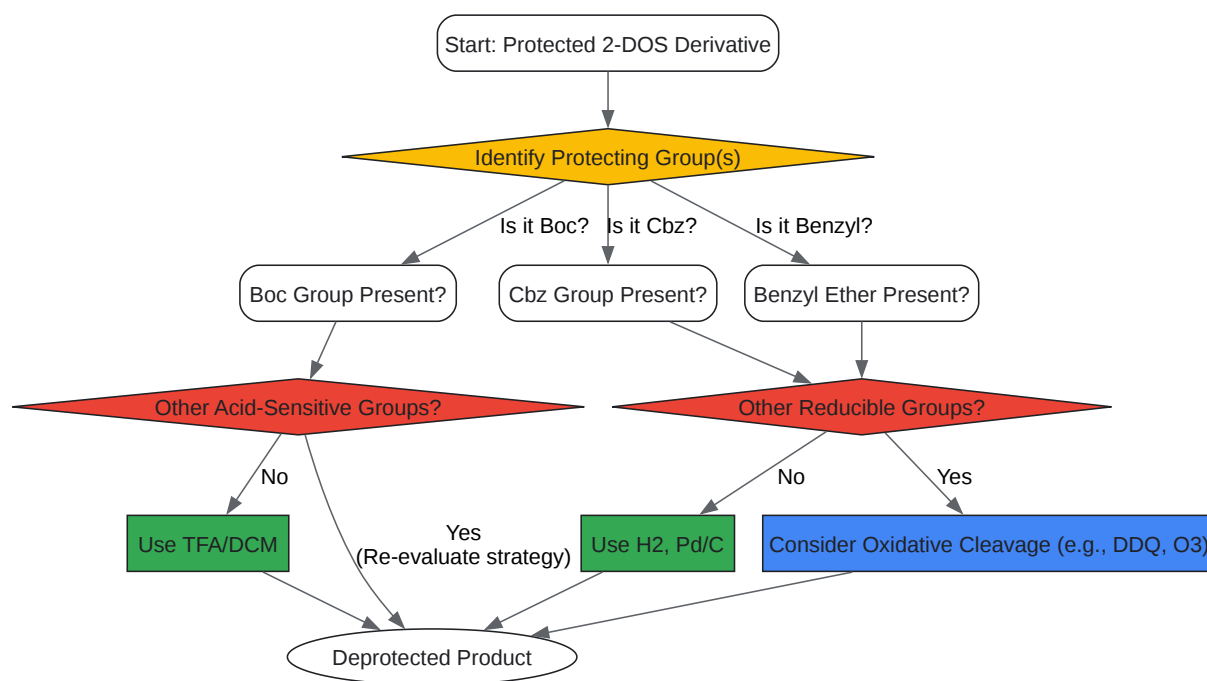 Start: Protected 2-DOS Derivative
Identify Protecting Group(s)
Is it Boc?
Is it Cbz?
Is it Benzyl?
Boc Group Present?
Cbz Group Present?
Benzyl Ether Present?
Other Acid-Sensitive Groups?
Other Reducible Groups?
No
No
Yes
Yes
(Re-evaluate strategy)
Use TFA/DCM
Use H2, Pd/C
Consider Oxidative Cleavage (e.g., DDQ, O3)
Deprotected Product